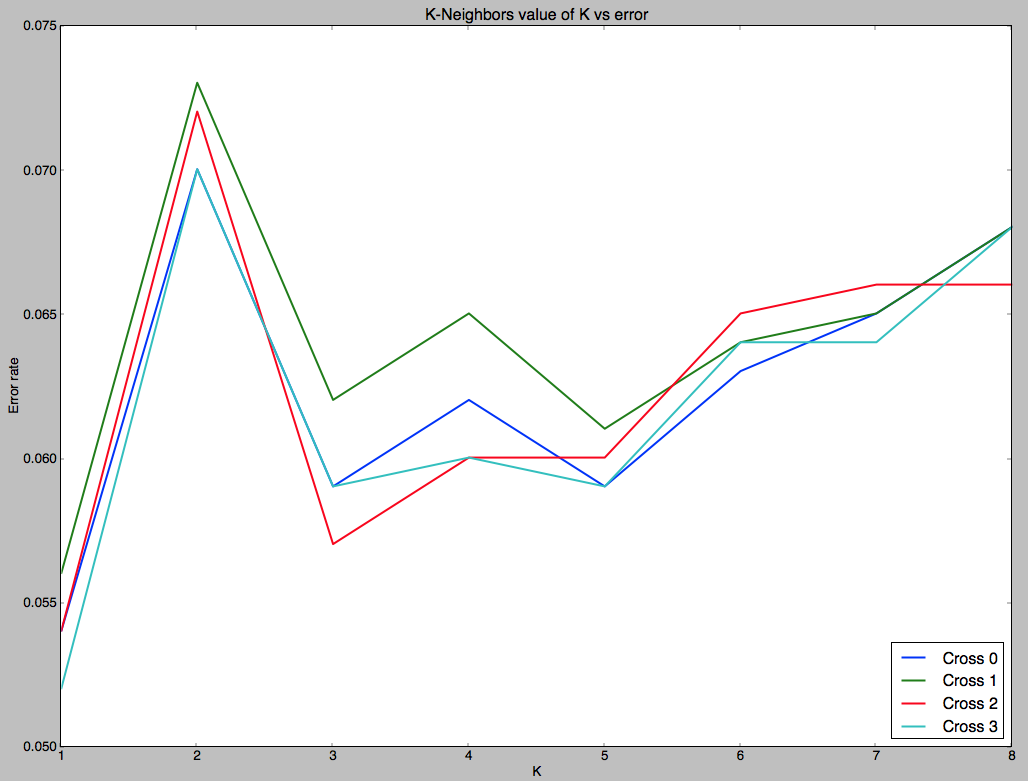 K-Neighbors value of K vs error
0.075
0.070
0.065
0.060
0.055
0.050
Error rate
1 2 3 4 5 6 7 8
K
Cross 0
Cross 1
Cross 2
Cross 3